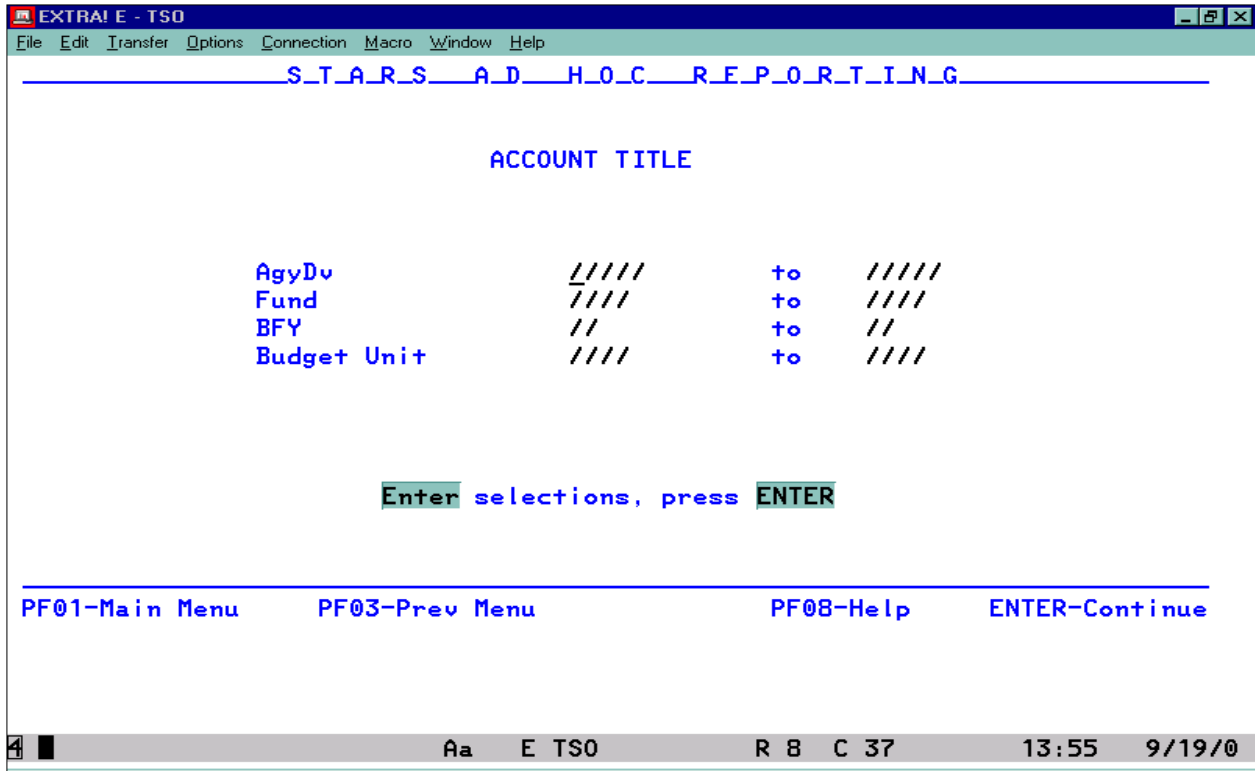 EXTRA! E - TSO
File Edit Transfer Options Connection Macro Window Help
S_T_A_R_S___A_D___H_O_C___R_E_P_O_R_T_I_N_G
ACCOUNT TITLE
AgyDv ///// to /////
Fund //// to ////
BFY // to //
Budget Unit //// to ////
Enter selections, press ENTER
PF01-Main Menu PF03-Prev Menu PF08-Help ENTER-Continue
4 Aa E TSO R 8 C 37 13:55 9/19/0